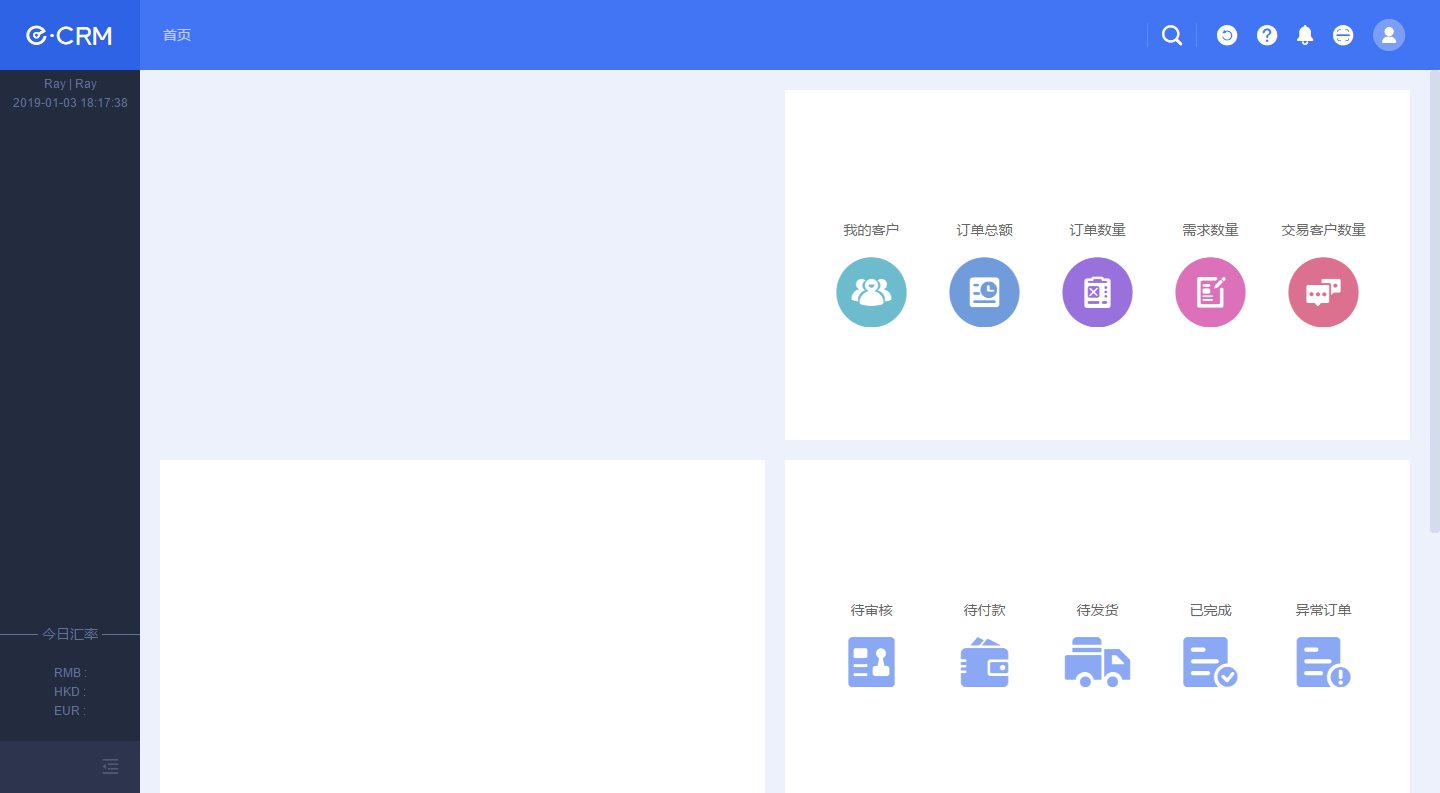 e·CRM
首页
Ray | Ray
2019-01-03 18:17:38
我的客户
订单总额
订单数量
需求数量
交易客户数量
待审核
待付款
待发货
已完成
异常订单
今日汇率
RMB :
HKD :
EUR :